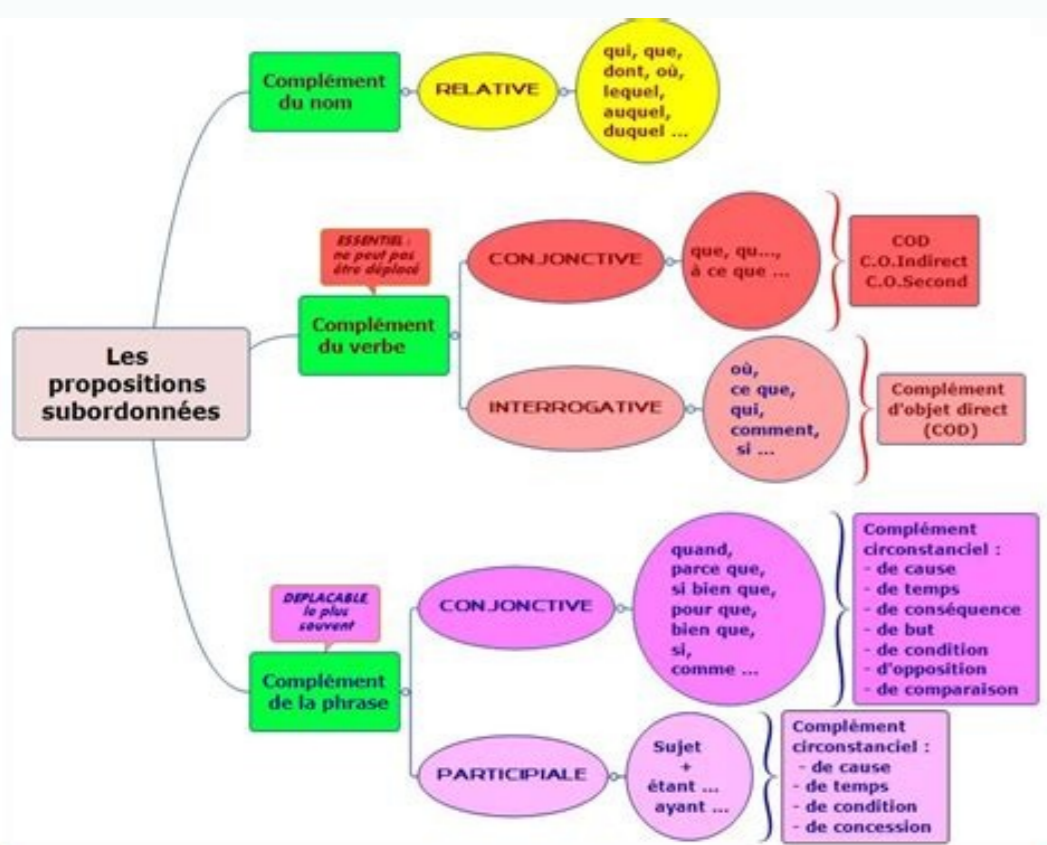 Les
propositions
subordonnées
Complément
du nom
RELATIVE
qui, que,
dont, où,
lequel,
auquel,
duquel ...
ESSENTIEL :
ne peut pas
être déplacé
Complément
du verbe
CONJONCTIVE
que, qu...,
à ce que ...
COD
C.O.Indirect
C.O.Second
INTERROGATIVE
où,
ce que,
qui,
comment,
si ...
Complément
d'objet direct
(COD)
DEPLACABLE,
le plus
souvent
Complément
de la phrase
CONJONCTIVE
quand,
parce que,
si bien que,
pour que,
bien que,
si,
comme ...
Complément
circonstanciel :
- de cause
- de temps
- de conséquence
- de but
- de condition
- d'opposition
- de comparaison
PARTICIPIALE
Sujet
+
étant ...
ayant ...
Complément
circonstanciel :
- de cause
- de temps
- de condition
- de concession